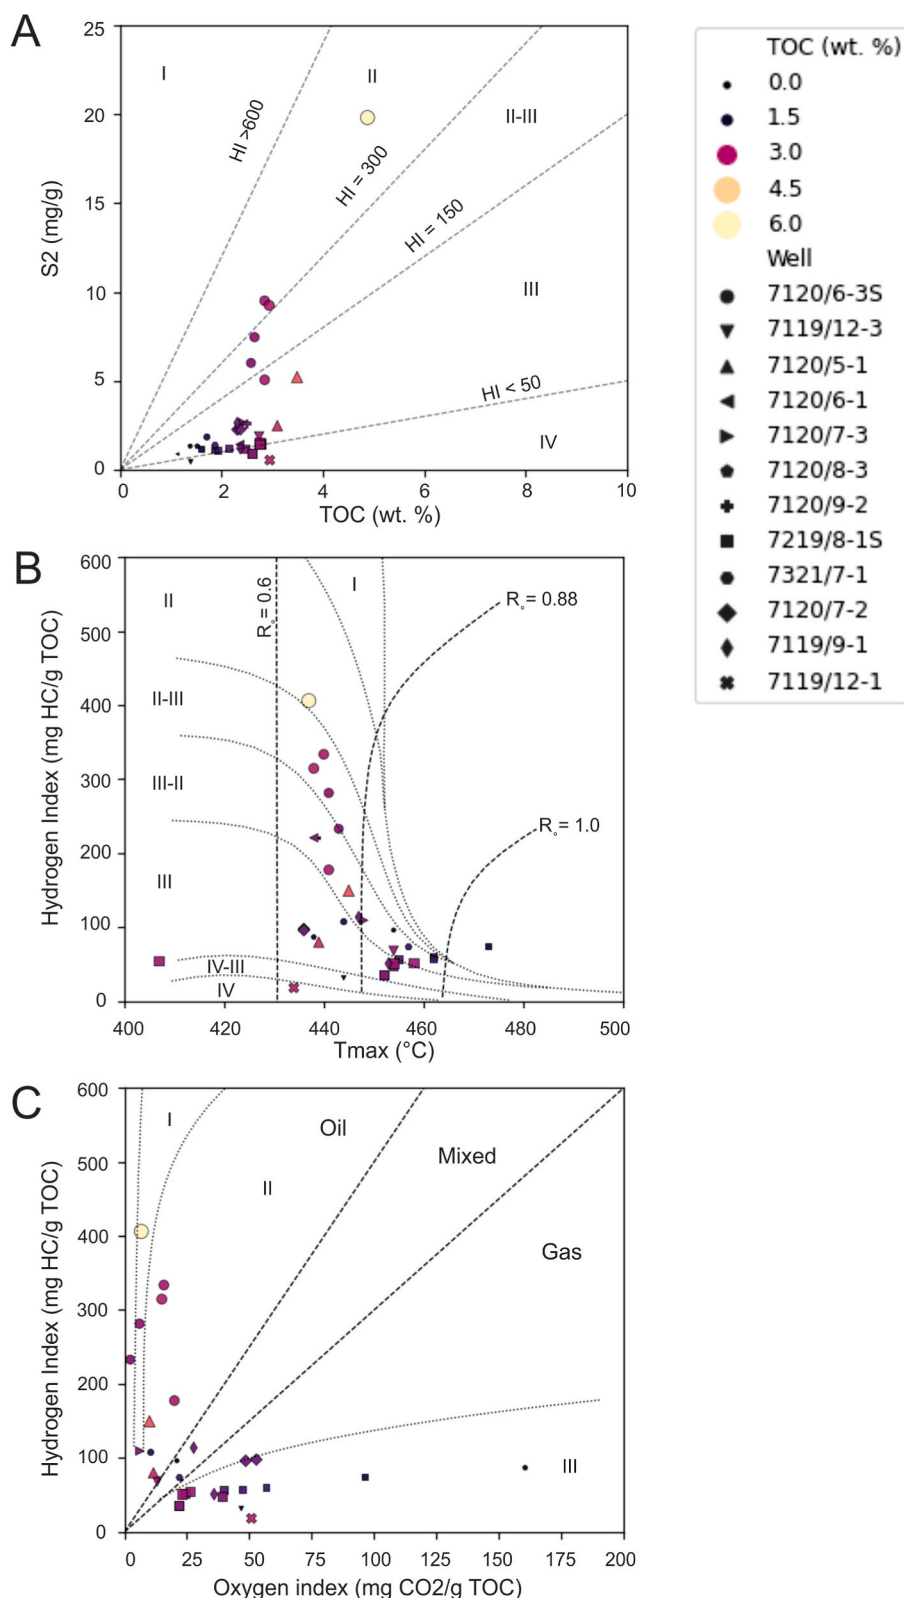 A
25
20
15
10
5
0
S2 (mg/g)
I
II
II-III
III
IV
HI >600
HI = 300
HI = 150
HI < 50
0 2 4 6 8 10
TOC (wt. %)
TOC (wt. %)
0.0
1.5
3.0
4.5
6.0
Well
7120/6-3S
7119/12-3
7120/5-1
7120/6-1
7120/7-3
7120/8-3
7120/9-2
7219/8-1S
7321/7-1
7120/7-2
7119/9-1
7119/12-1
B
600
500
400
300
200
100
0
Hydrogen Index (mg HC/g TOC)
II
I
II-III
III-II
III
IV-III
IV
Ro= 0.6
Ro= 0.88
Ro= 1.0
400 420 440 460 480 500
Tmax (°C)
C
600
500
400
300
200
100
0
Hydrogen Index (mg HC/g TOC)
I
Oil
Mixed
II
Gas
III
0 25 50 75 100 125 150 175 200
Oxygen index (mg CO2/g TOC)